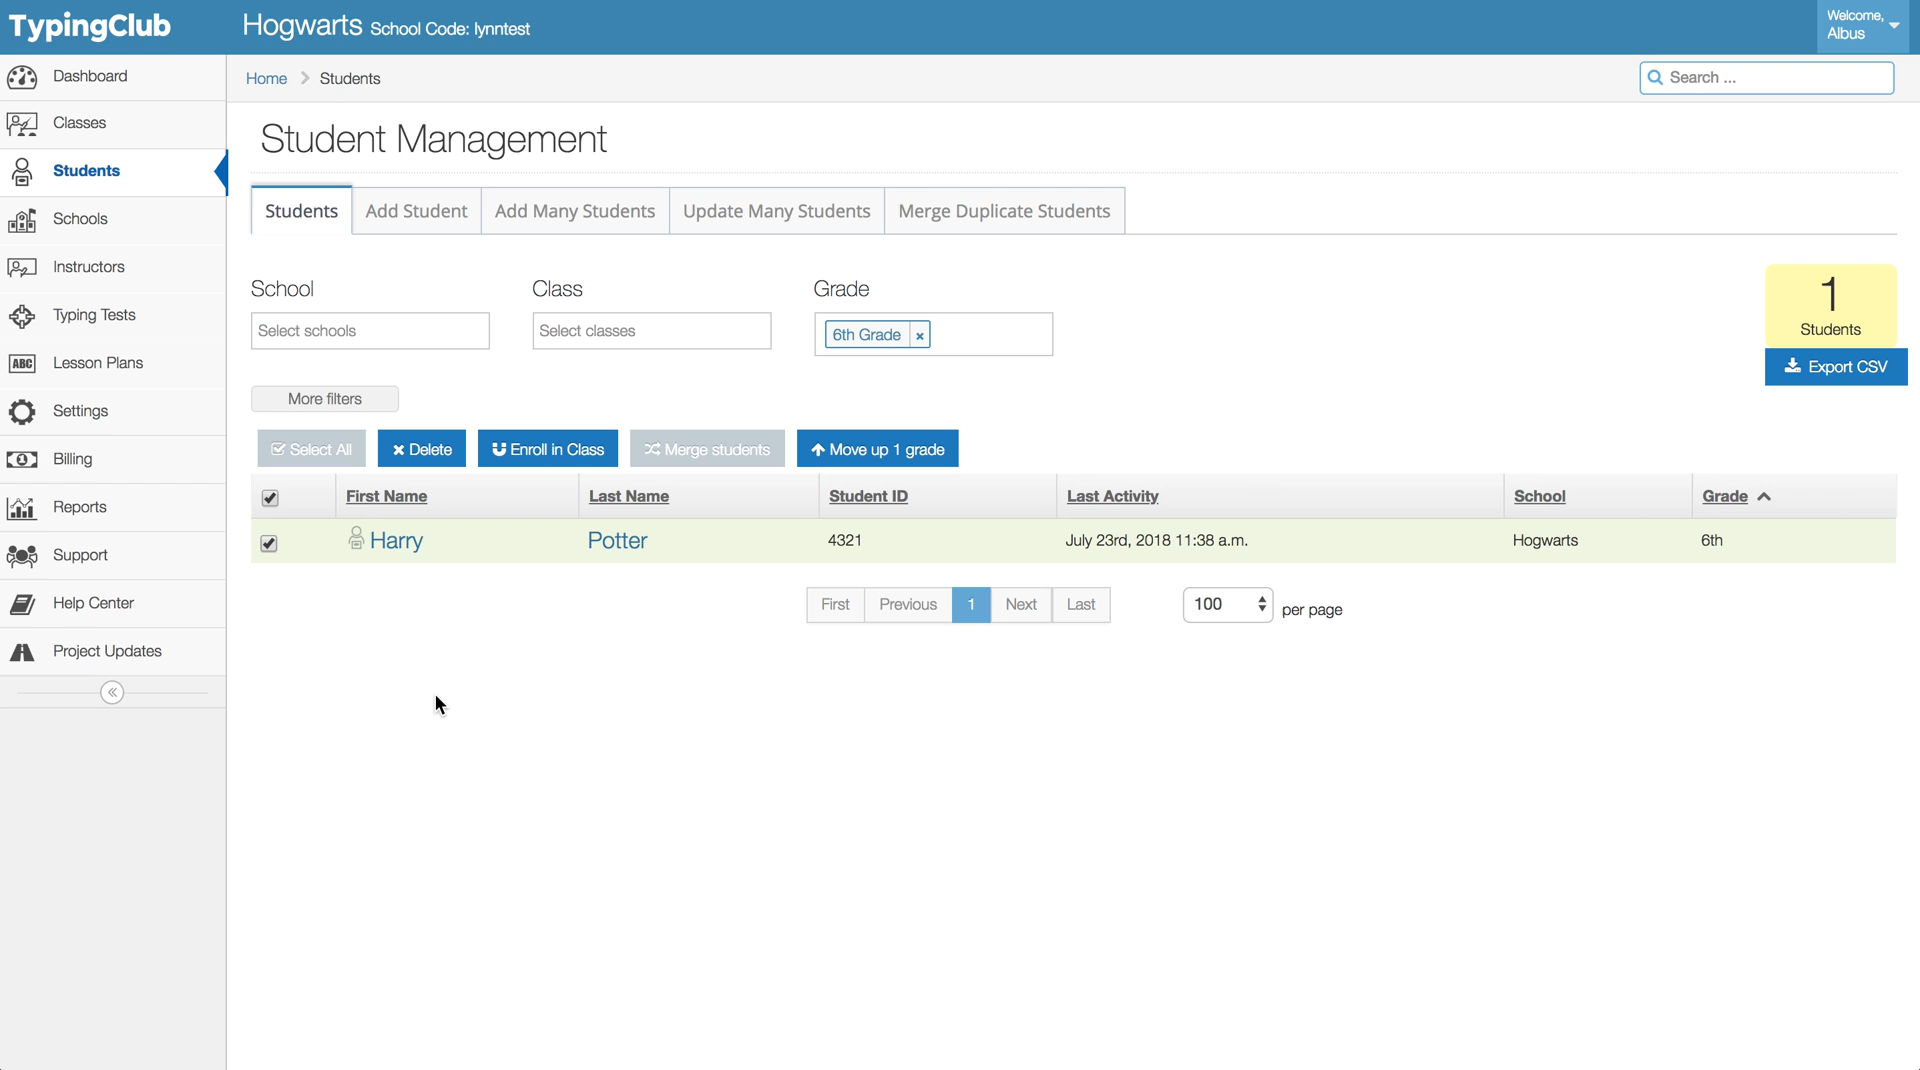 TypingClub
Hogwarts School Code: lynntest
Welcome,
Albus
Dashboard
Classes
Students
Schools
Instructors
Typing Tests
ABC
Lesson Plans
Settings
Billing
Reports
Support
Help Center
Project Updates
Home Students
Search ...
Student Management
Students Add Student Add Many Students Update Many Students Merge Duplicate Students
School Class Grade
Select schools Select classes 6th Grade ×
1
Students
Export CSV
More filters
Select All Delete Enroll in Class Merge students Move up 1 grade
First Name Last Name Student ID Last Activity School Grade
Harry Potter 4321 July 23rd, 2018 11:38 a.m. Hogwarts 6th
First Previous 1 Next Last 100 per page